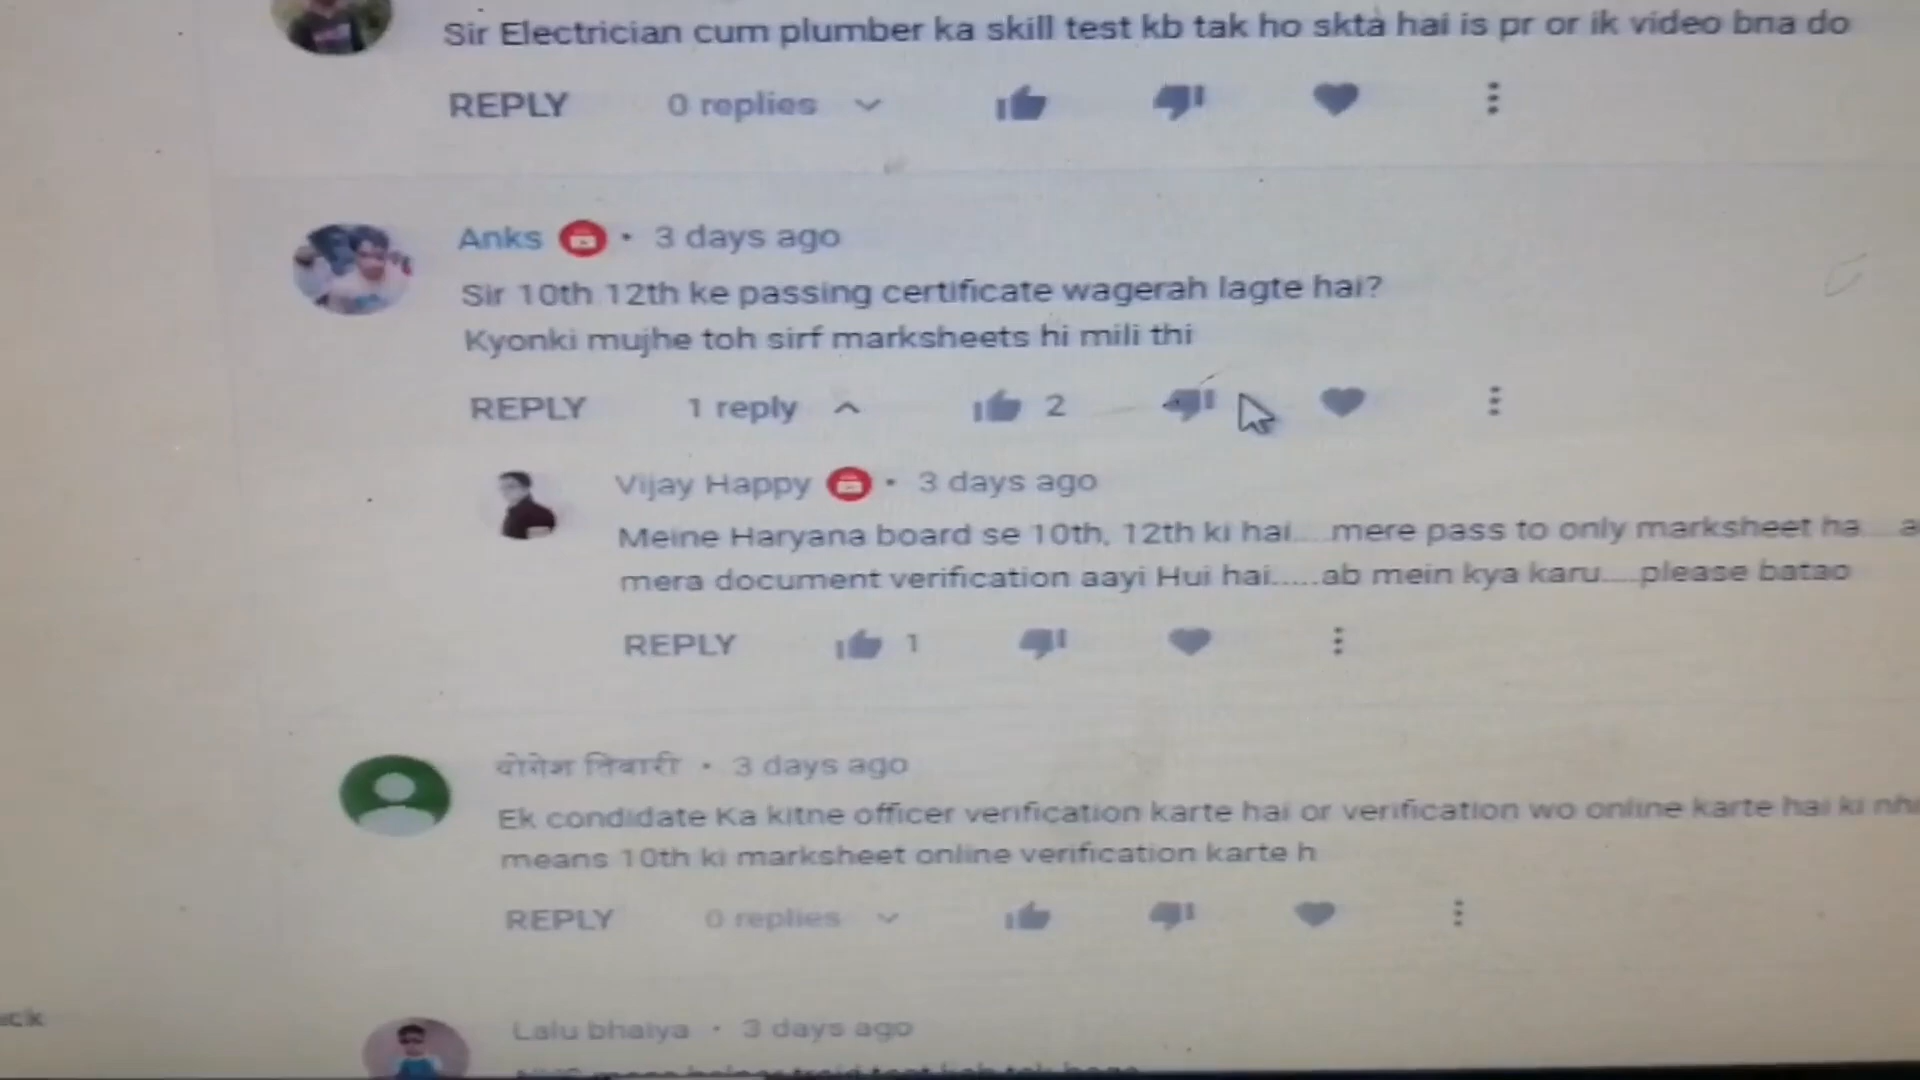 Sir Electrician cum plumber ka skill test kb tak ho skta hai is pr or ik video bna do
REPLY 0 replies
Anks • 3 days ago
Sir 10th 12th ke passing certificate wagerah lagte hai?
Kyonki mujhe toh sirf marksheets hi mili thi
REPLY 1 reply 2
Vijay Happy • 3 days ago
Meine Haryana board se 10th, 12th ki hai....mere pass to only marksheet ha....a
mera document verification aayi Hui hai.....ab mein kya karu....please batao
REPLY 1
योगेश तिवारी • 3 days ago
Ek condidate Ka kitne officer verification karte hai or verification wo online karte hai ki nhi
means 10th ki marksheet online verification karte h
REPLY 0 replies
Lalu bhaiya • 3 days ago